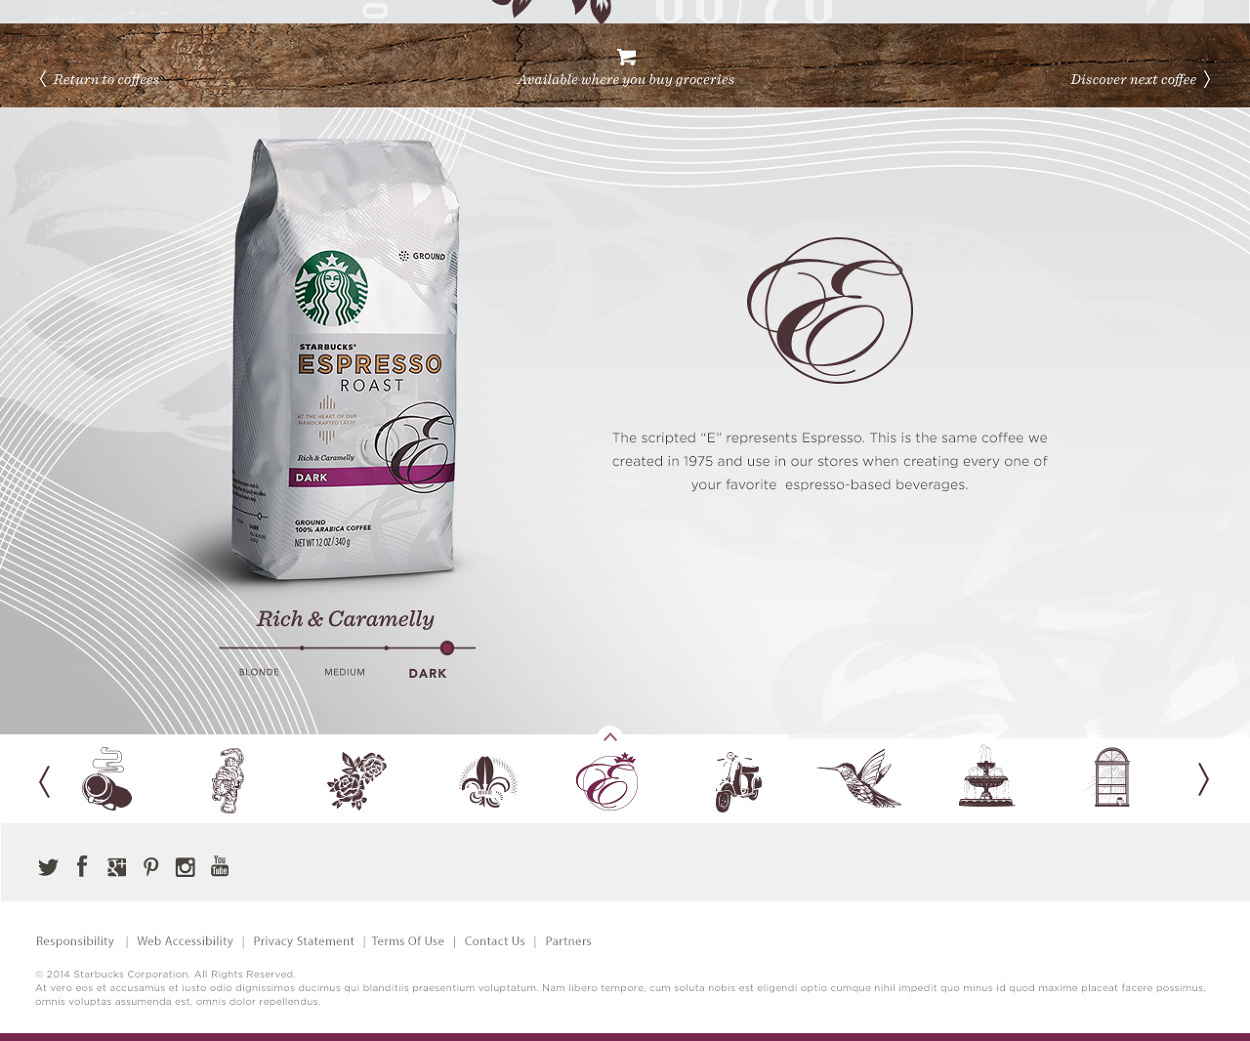 Return to coffees
Available where you buy groceries
Discover next coffee
GROUND
STARBUCKS®
ESPRESSO
ROAST
AT THE HEART OF OUR
HANDCRAFTED LATTE
E
Rich & Caramelly
DARK
GROUND
100% ARABICA COFFEE
NET WT 12 OZ / 340 g
E
The scripted “E” represents Espresso. This is the same coffee we
created in 1975 and use in our stores when creating every one of
your favorite espresso-based beverages.
Rich & Caramelly
BLONDE MEDIUM DARK
E
You
Tube
Responsibility | Web Accessibility | Privacy Statement | Terms Of Use | Contact Us | Partners
© 2014 Starbucks Corporation. All Rights Reserved.
At vero eos et accusamus et iusto odio dignissimos ducimus qui blanditiis praesentium voluptatum. Nam libero tempore, cum soluta nobis est eligendi optio cumque nihil impedit quo minus id quod maxime placeat facere possimus,
omnis voluptas assumenda est, omnis dolor repellendus.